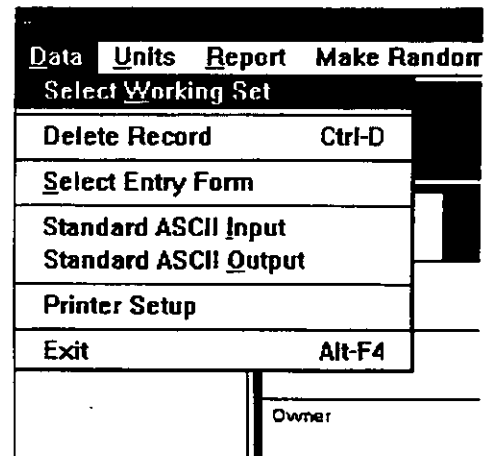 Data Units Report Make Random
Select Working Set
Delete Record Ctrl-D
Select Entry Form
Standard ASCII Input
Standard ASCII Output
Printer Setup
Exit Alt-F4
Owner